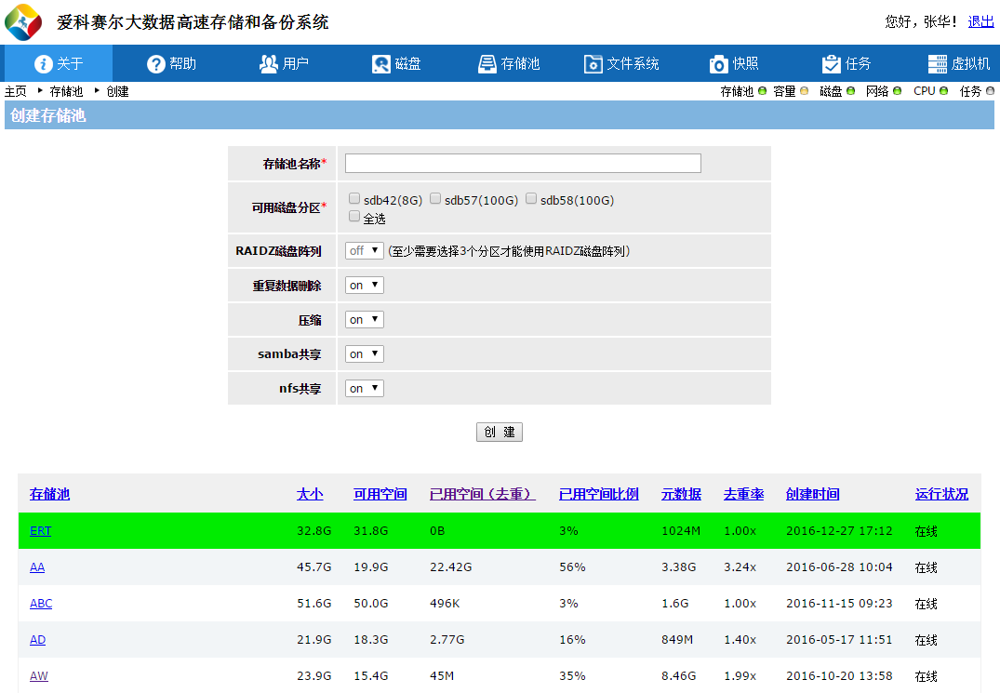 爱科赛尔大数据高速存储和备份系统
您好，张华！ 退出
关于 帮助 用户 磁盘 存储池 文件系统 快照 任务 虚拟机
主页 ‣ 存储池 ‣ 创建
存储池 容量 磁盘 网络 CPU 任务
创建存储池
存储池名称*
可用磁盘分区* sdb42(8G) sdb57(100G) sdb58(100G)
全选
RAIDZ磁盘阵列 off (至少需要选择3个分区才能使用RAIDZ磁盘阵列)
重复数据删除 on
压缩 on
samba共享 on
nfs共享 on
创 建
存储池 大小 可用空间 已用空间（去重） 已用空间比例 元数据 去重率 创建时间 运行状况
ERT 32.8G 31.8G 0B 3% 1024M 1.00x 2016-12-27 17:12 在线
AA 45.7G 19.9G 22.42G 56% 3.38G 3.24x 2016-06-28 10:04 在线
ABC 51.6G 50.0G 496K 3% 1.6G 1.00x 2016-11-15 09:23 在线
AD 21.9G 18.3G 2.77G 16% 849M 1.40x 2016-05-17 11:51 在线
AW 23.9G 15.4G 45M 35% 8.46G 1.99x 2016-10-20 13:58 在线